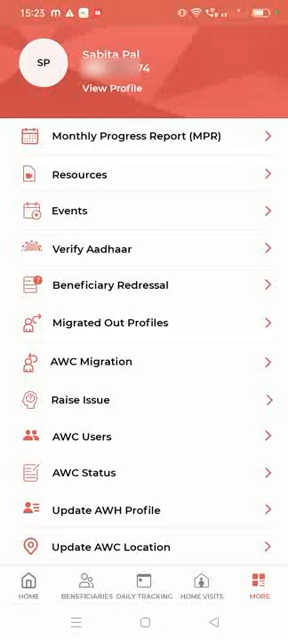 15:23
SP
Sabita Pal
74
View Profile
Monthly Progress Report (MPR)
Resources
Events
Verify Aadhaar
Beneficiary Redressal
Migrated Out Profiles
AWC Migration
Raise Issue
AWC Users
AWC Status
Update AWH Profile
Update AWC Location
HOME
BENEFICIARIES
DAILY TRACKING
HOME VISITS
MORE